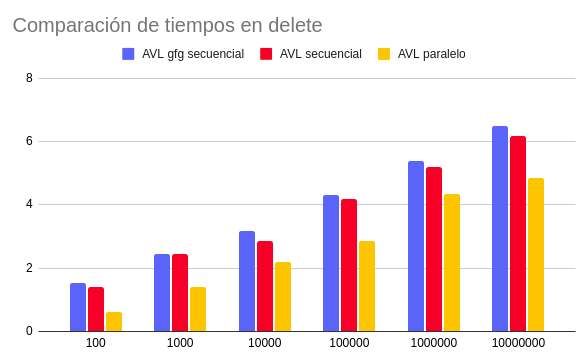 Comparación de tiempos en delete
AVL gfg secuencial AVL secuencial AVL paralelo
8
6
4
2
0
100 1000 10000 100000 1000000 10000000